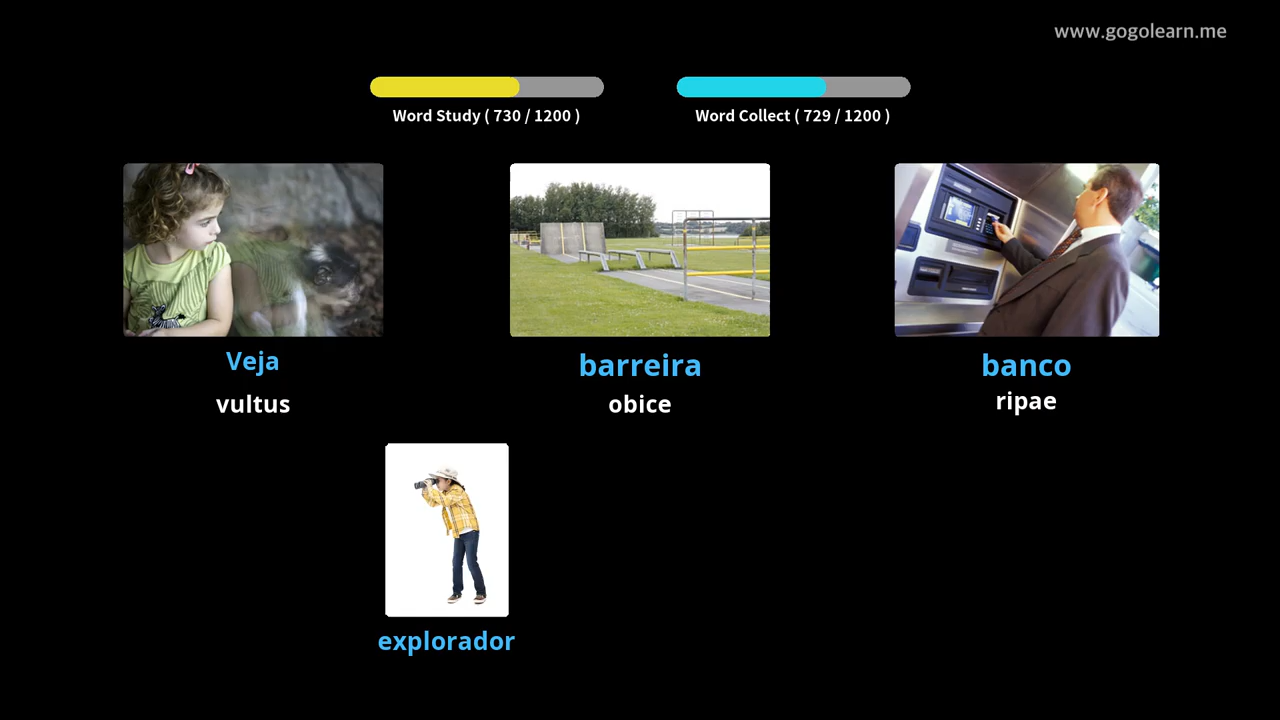 www.gogolearn.me
Word Study ( 730 / 1200 )
Word Collect ( 729 / 1200 )
Veja
barreira
banco
vultus
obice
ripae
explorador